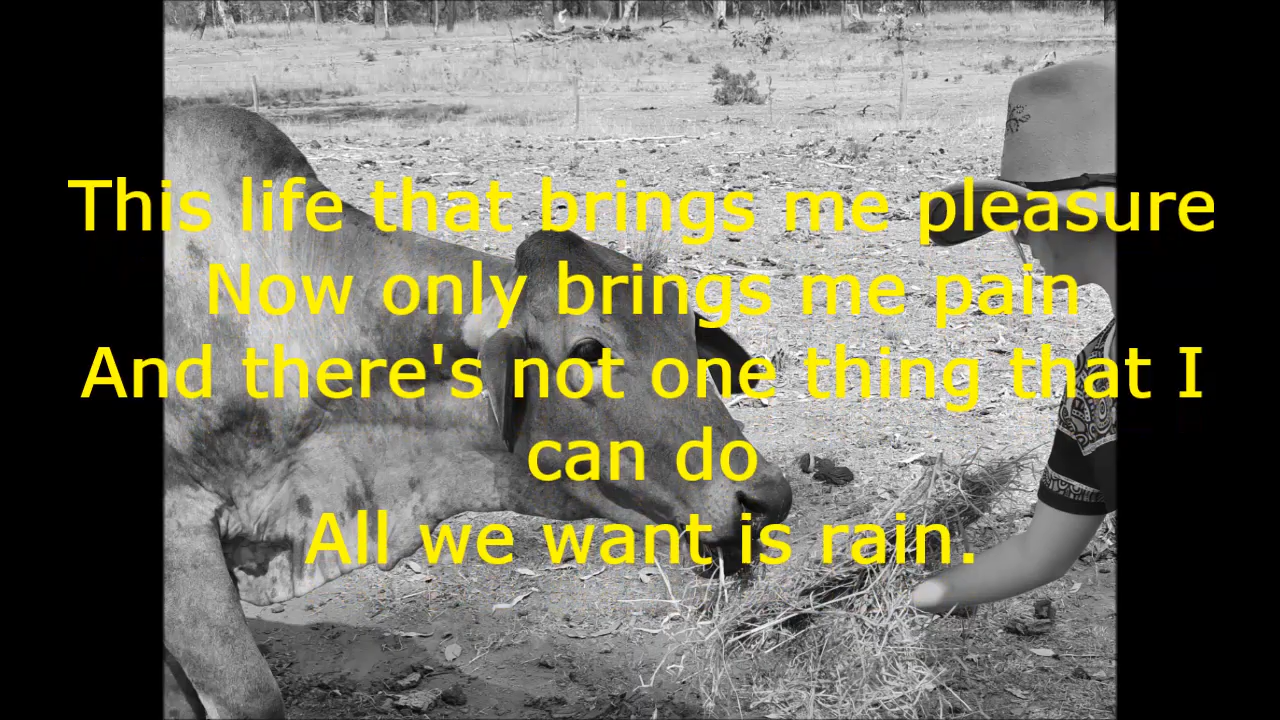 This life that brings me pleasure
Now only brings me pain
And there's not one thing that I
can do
All we want is rain.